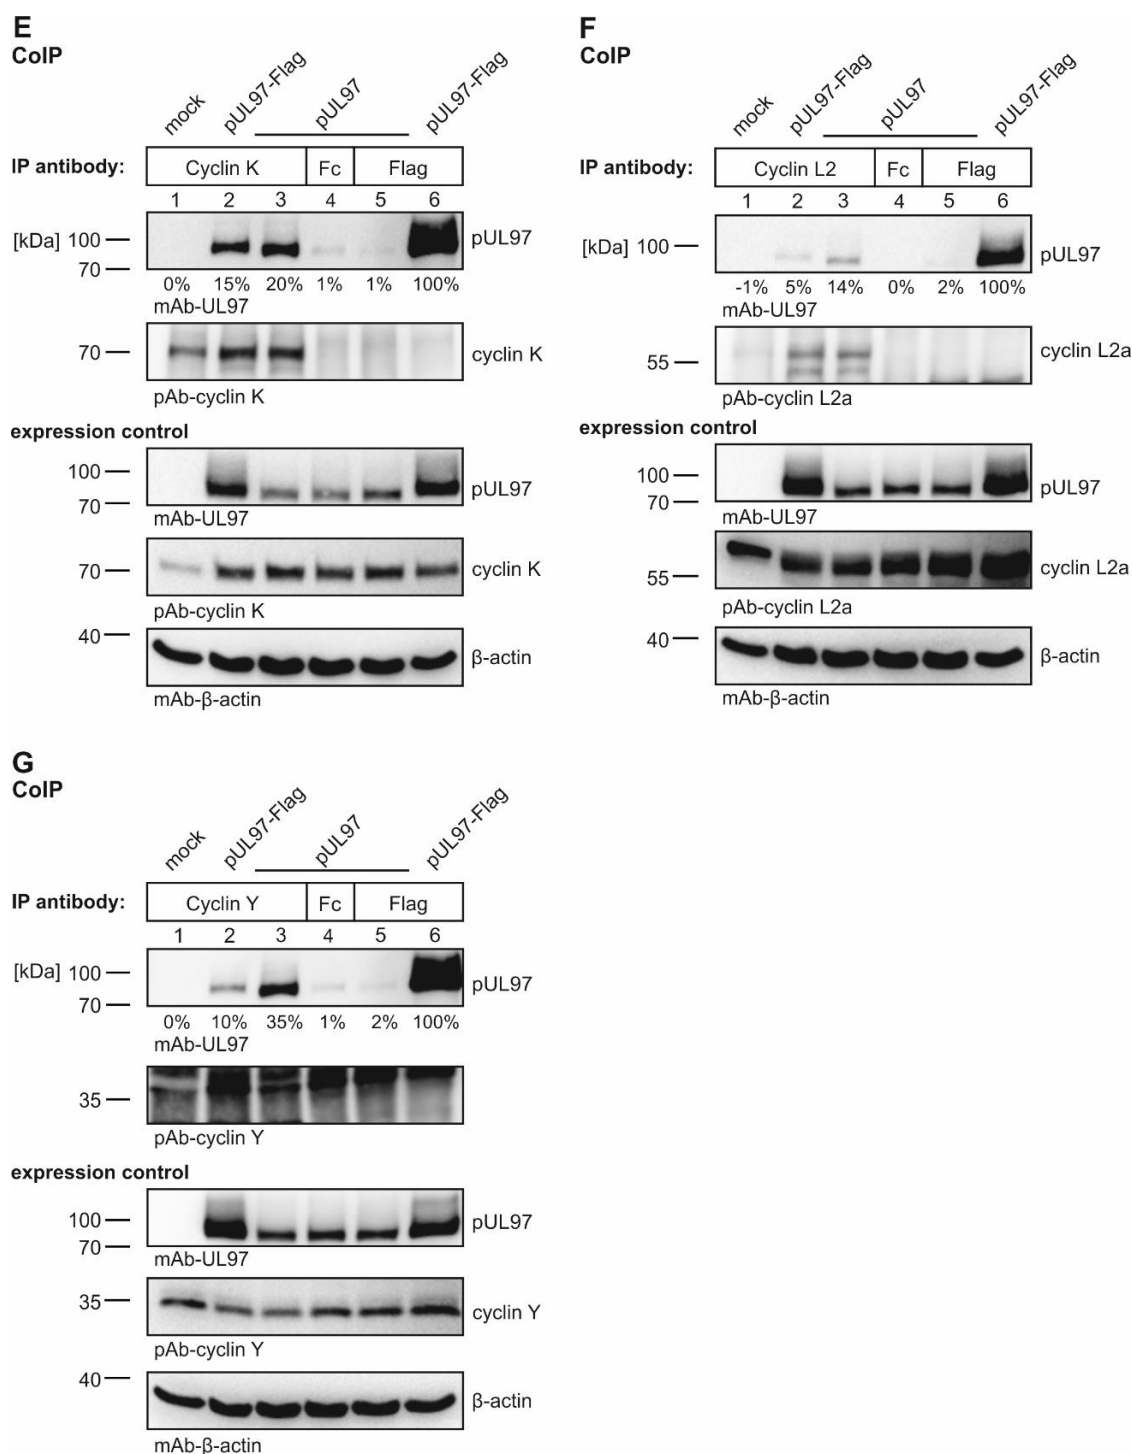 E
CoIP
mock pUL97-Flag pUL97 pUL97-Flag
IP antibody: Cyclin K Fc Flag
1 2 3 4 5 6
[kDa] 100 pUL97
70
0% 15% 20% 1% 1% 100%
mAb-UL97
70 cyclin K
pAb-cyclin K
expression control
100 pUL97
70
mAb-UL97
70 cyclin K
pAb-cyclin K
40
β-actin
mAb-β-actin
F
CoIP
mock pUL97-Flag pUL97 pUL97-Flag
IP antibody: Cyclin L2 Fc Flag
1 2 3 4 5 6
[kDa] 100 pUL97
-1% 5% 14% 0% 2% 100%
mAb-UL97
cyclin L2a
55
pAb-cyclin L2a
expression control
100 pUL97
70
mAb-UL97
cyclin L2a
55
pAb-cyclin L2a
40
β-actin
mAb-β-actin
G
CoIP
mock pUL97-Flag pUL97 pUL97-Flag
IP antibody: Cyclin Y Fc Flag
1 2 3 4 5 6
[kDa] 100 pUL97
70
0% 10% 35% 1% 2% 100%
mAb-UL97
35
pAb-cyclin Y
expression control
100 pUL97
70
mAb-UL97
35 cyclin Y
pAb-cyclin Y
40
β-actin
mAb-β-actin